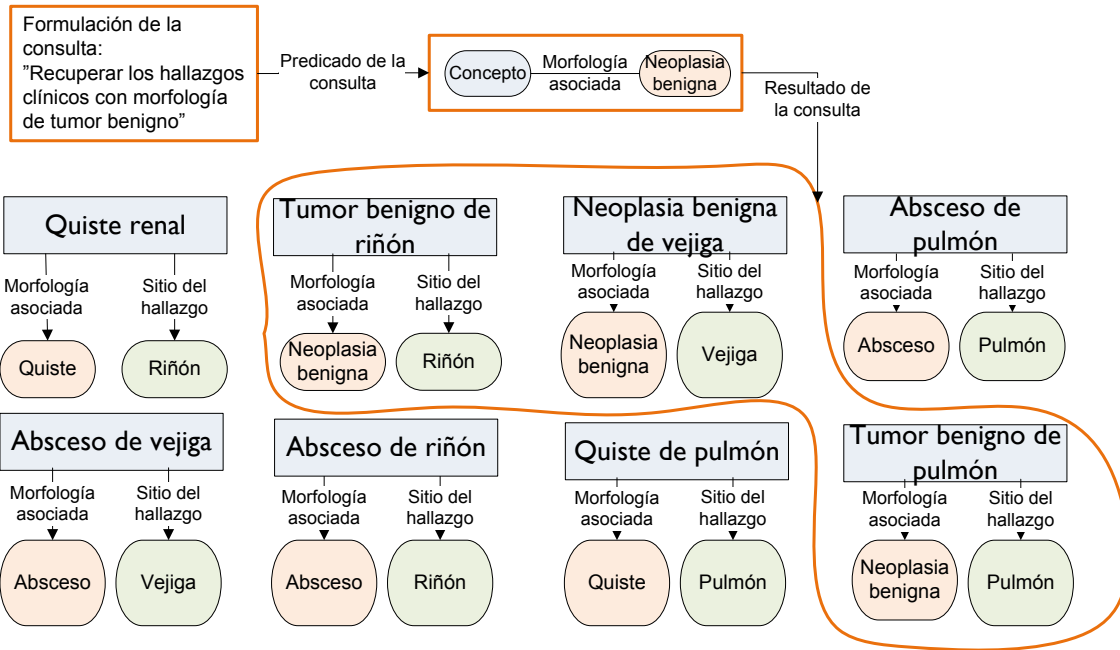 Formulación de la
consulta:
”Recuperar los hallazgos
clínicos con morfología
de tumor benigno”
Predicado de la
consulta
Concepto
Morfología
asociada
Neoplasia
benigna
Resultado de
la consulta
Quiste renal
Morfología
asociada
Sitio del
hallazgo
Quiste
Riñón
Tumor benigno de
riñón
Morfología
asociada
Sitio del
hallazgo
Neoplasia
benigna
Riñón
Neoplasia benigna
de vejiga
Morfología
asociada
Sitio del
hallazgo
Neoplasia
benigna
Vejiga
Absceso de
pulmón
Morfología
asociada
Sitio del
hallazgo
Absceso
Pulmón
Absceso de vejiga
Morfología
asociada
Sitio del
hallazgo
Absceso
Vejiga
Absceso de riñón
Morfología
asociada
Sitio del
hallazgo
Absceso
Riñón
Quiste de pulmón
Morfología
asociada
Sitio del
hallazgo
Quiste
Pulmón
Tumor benigno de
pulmón
Morfología
asociada
Sitio del
hallazgo
Neoplasia
benigna
Pulmón